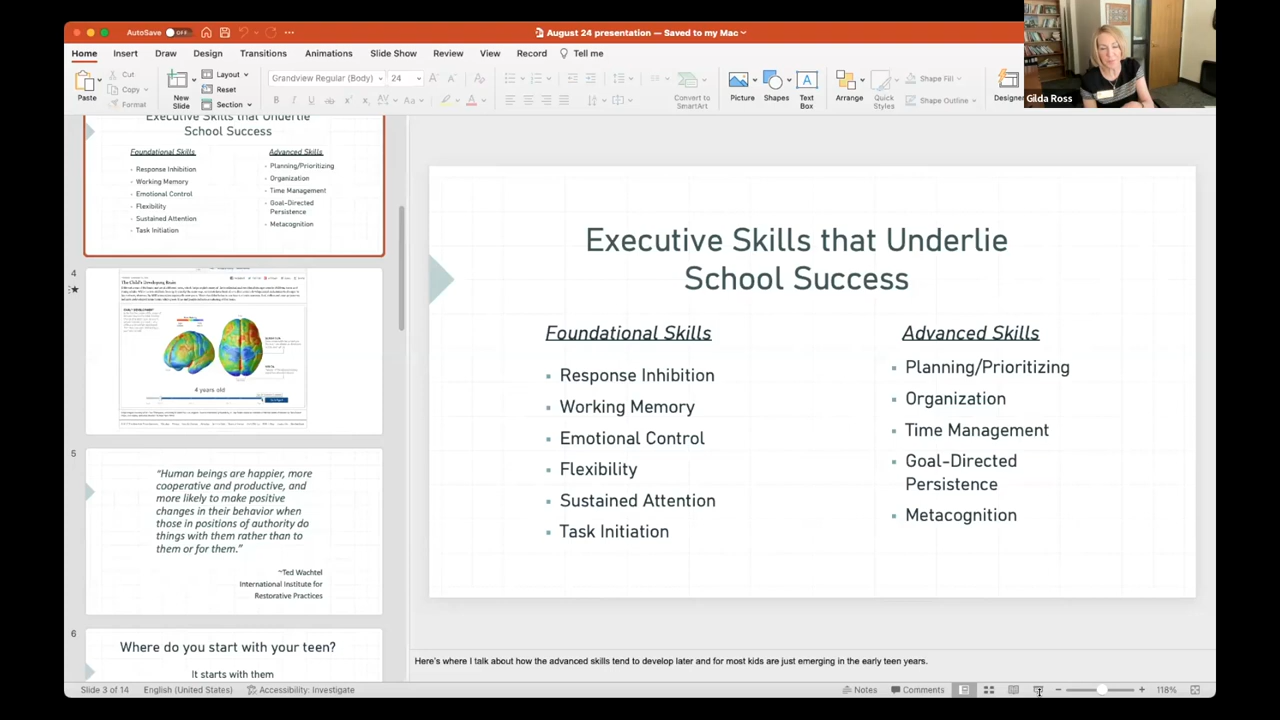 AutoSave OFF
August 24 presentation — Saved to my Mac
Home Insert Draw Design Transitions Animations Slide Show Review View Record Tell me
Paste
Cut
Copy
Format
New Slide
Layout
Reset
Section
Grandview Regular (Body) 24
Convert to SmartArt
Picture
Shapes
Text Box
Arrange
Quick Styles
Shape Fill
Shape Outline
Designer
Gilda Ross
Executive Skills that Underlie
School Success
Foundational Skills
Response Inhibition
Working Memory
Emotional Control
Flexibility
Sustained Attention
Task Initiation
Advanced Skills
Planning/Prioritizing
Organization
Time Management
Goal-Directed
Persistence
Metacognition
4
The Child's Developing Brain
4 years old
5
“Human beings are happier, more
cooperative and productive, and
more likely to make positive
changes in their behavior when
those in positions of authority do
things with them rather than to
them or for them.”
~Ted Wachtel
International Institute for
Restorative Practices
6
Where do you start with your teen?
It starts with them
Executive Skills that Underlie
School Success
Foundational Skills
Response Inhibition
Working Memory
Emotional Control
Flexibility
Sustained Attention
Task Initiation
Advanced Skills
Planning/Prioritizing
Organization
Time Management
Goal-Directed
Persistence
Metacognition
Here's where I talk about how the advanced skills tend to develop later and for most kids are just emerging in the early teen years.
Slide 3 of 14 English (United States) Accessibility: Investigate Notes Comments 118%